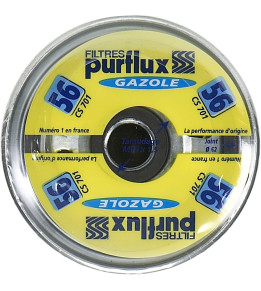 FILTRES
purflux
GAZOLE
56
CS 701
56
CS 701
Numéro 1 en france
La performance d'origine
Joint
Ø 62
La performance d'origine
Numéro 1 en france
56
CS 701
56
CS 701
GAZOLE
purflux
FILTRES